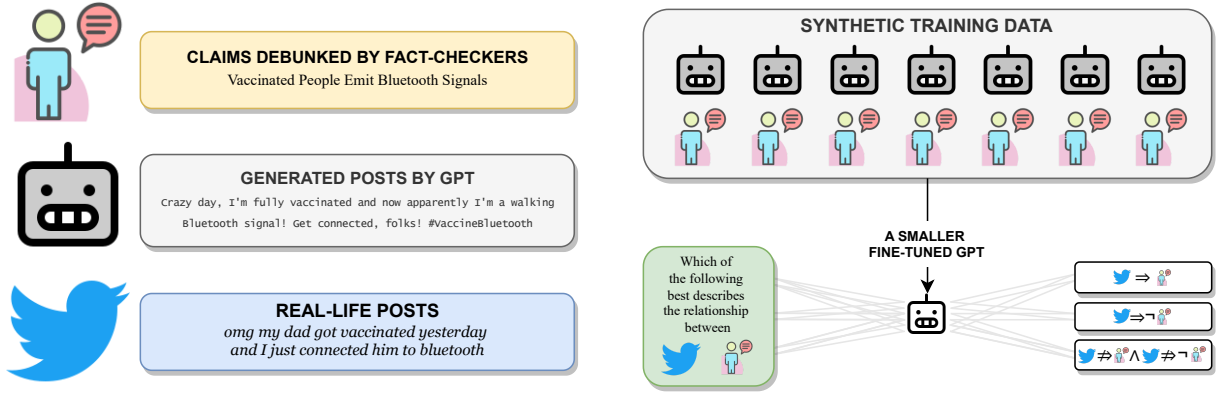 CLAIMS DEBUNKED BY FACT-CHECKERS
Vaccinated People Emit Bluetooth Signals
GENERATED POSTS BY GPT
Crazy day, I'm fully vaccinated and now apparently I'm a walking
Bluetooth signal! Get connected, folks! #VaccineBluetooth
REAL-LIFE POSTS
omg my dad got vaccinated yesterday
and I just connected him to bluetooth
SYNTHETIC TRAINING DATA
A SMALLER
FINE-TUNED GPT
Which of
the following
best describes
the relationship
between
⇒
⇒¬
⇏ ∧ ⇏ ¬